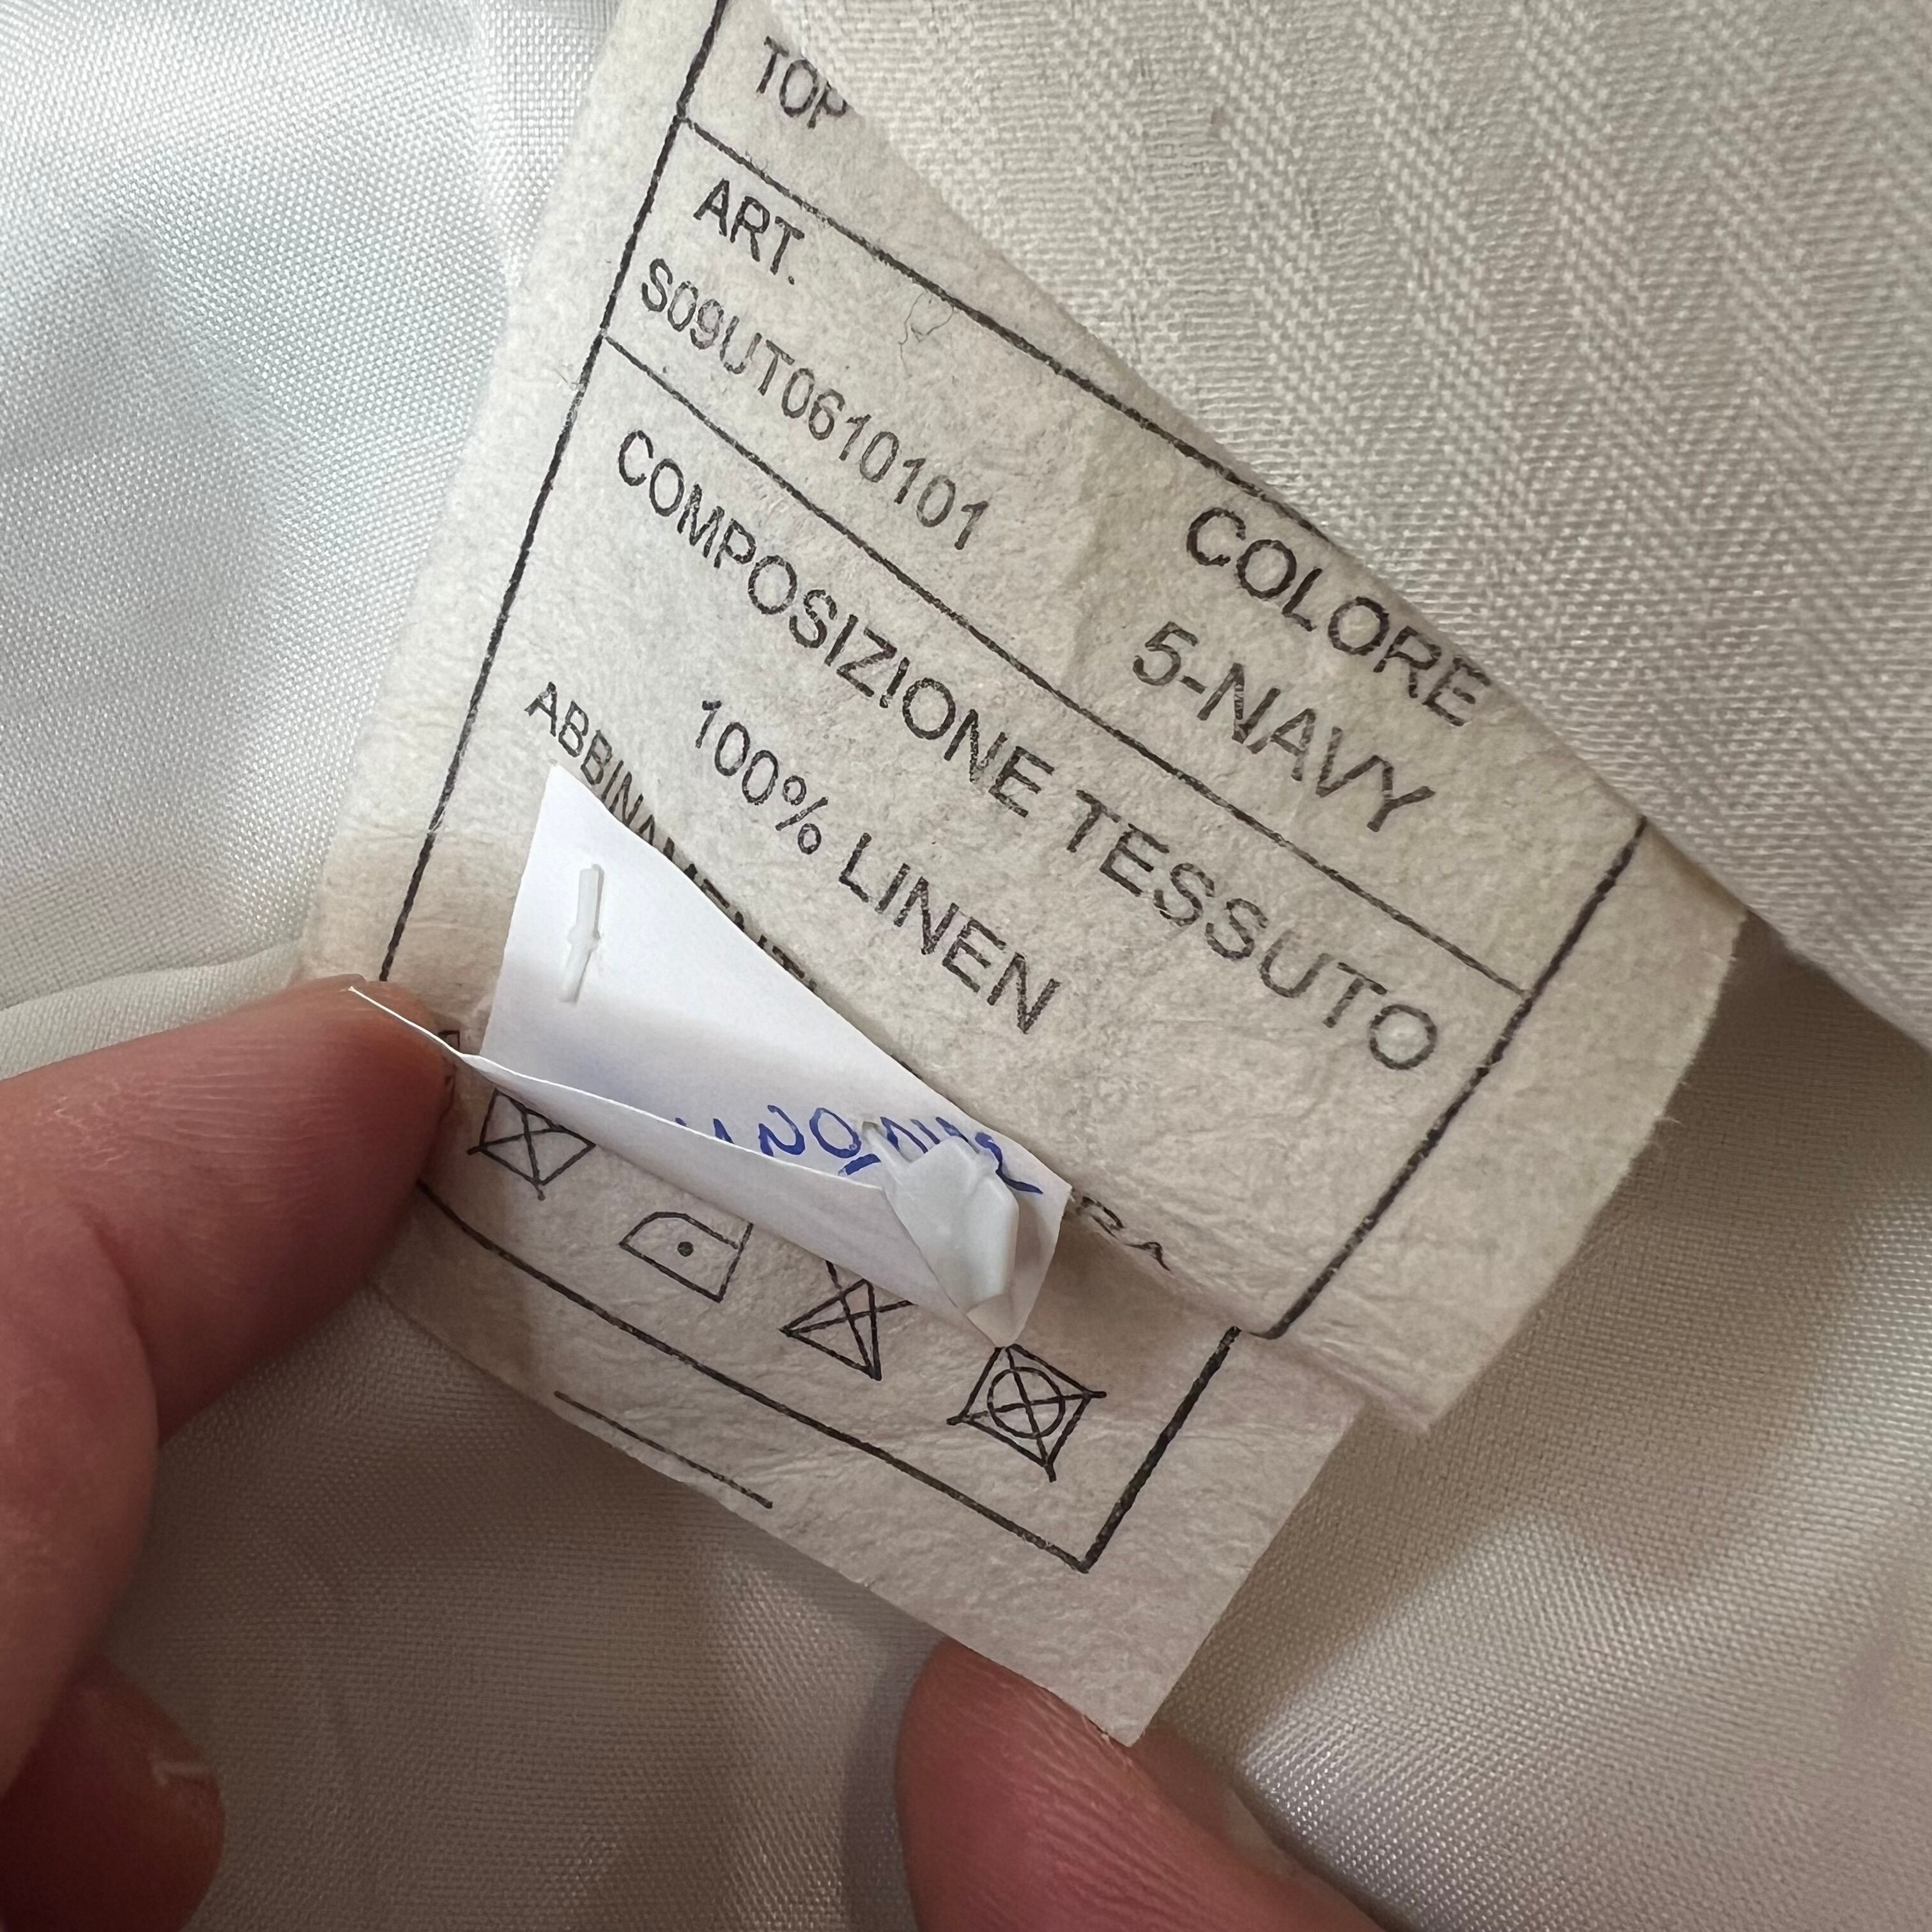 TOP
ART. COLORE
S09UT0610101 5-NAVY
COMPOSIZIONE TESSUTO
100% LINEN